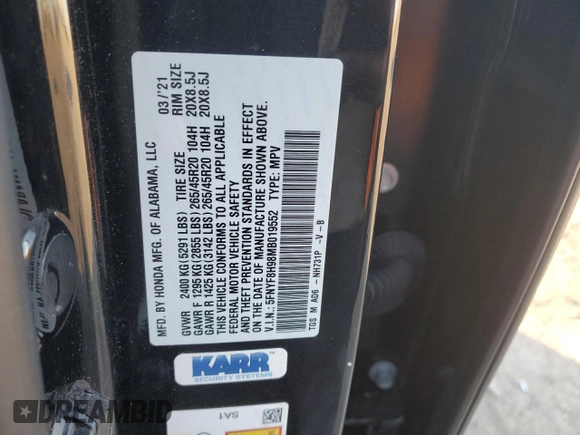 MFD. BY HONDA MFG. OF ALABAMA, LLC 03/'21
GVWR 2400 KG (5291 LBS) TIRE SIZE RIM SIZE
GAWR F 1295 KG (2855 LBS) 265/45R20 104H 20X8.5J
GAWR R 1425 KG (3142 LBS) 265/45R20 104H 20X8.5J
THIS VEHICLE CONFORMS TO ALL APPLICABLE
FEDERAL MOTOR VEHICLE SAFETY
AND THEFT PREVENTION STANDARDS IN EFFECT
ON THE DATE OF MANUFACTURE SHOWN ABOVE.
V.I.N.: 5FNYF8H98MB019552 TYPE: MPV
TGS M AD6 -NH731P -V -B
KARR
SECURITY SYSTEMS
5A1
DREAMBID